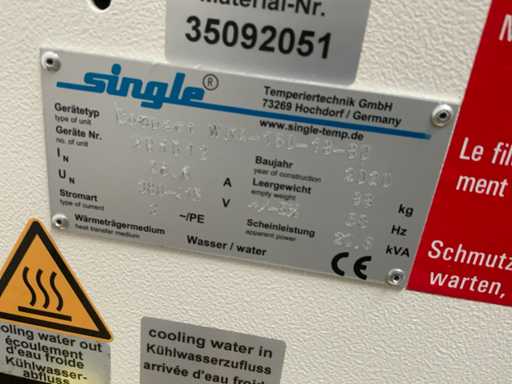 Material-Nr.
35092051
single®
Temperiertechnik GmbH
73269 Hochdorf / Germany
www.single-temp.de
Gerätetyp
type of unit
Geräte Nr.
no. of unit
I N
U N
Stromart
type of current
~/PE
Wärmeträgermedium
heat transfer medium
Wasser / water
Baujahr
year of construction
2020
A
Leergewicht
empty weight
kg
V
Hz
Scheinleistung
apparent power
kVA
CE
Le fil
ment
Schmutz
warten,
cooling water out
écoulement
d'eau froide
Kühlwasser-
abfluss
cooling water in
Kühlwasserzufluss
arrivée d'eau froide